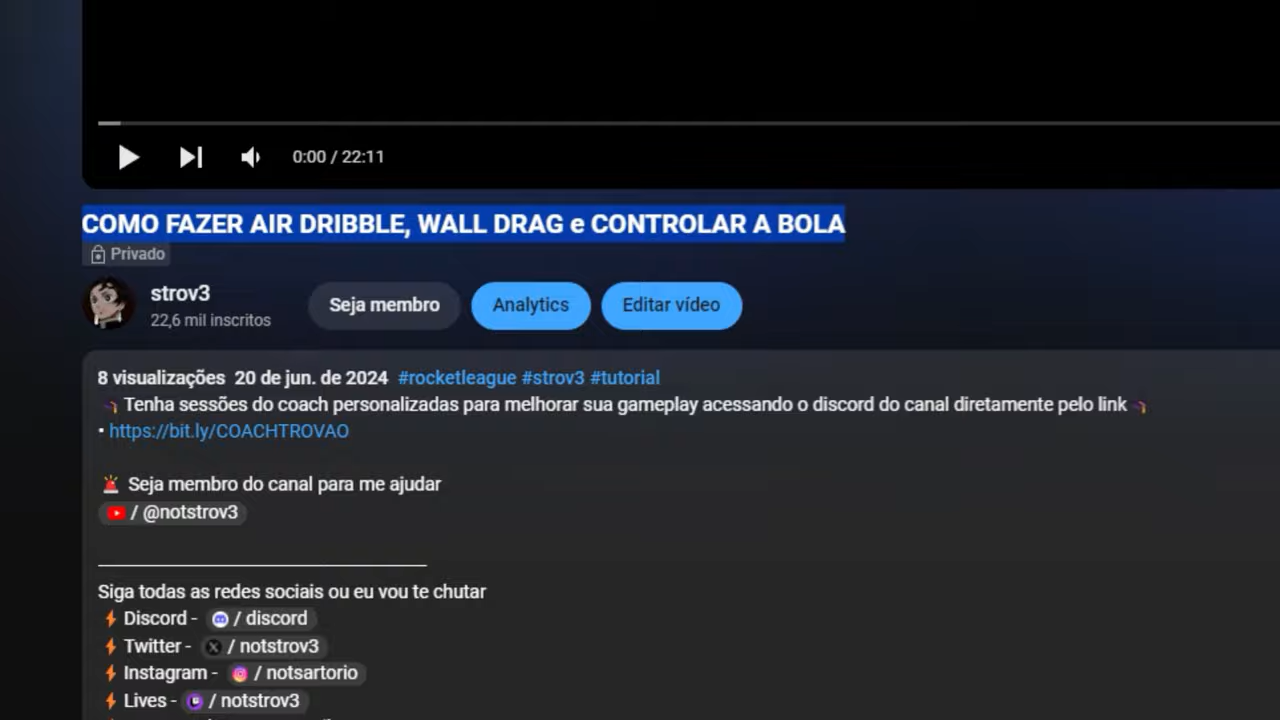 0:00 / 22:11
COMO FAZER AIR DRIBBLE, WALL DRAG e CONTROLAR A BOLA
Privado
strov3
22,6 mil inscritos
Seja membro
Analytics
Editar vídeo
8 visualizações 20 de jun. de 2024 #rocketleague #strov3 #tutorial
Tenha sessões do coach personalizadas para melhorar sua gameplay acessando o discord do canal diretamente pelo link
• https://bit.ly/COACHTROVAO
🚨 Seja membro do canal para me ajudar
/ @notstrov3
Siga todas as redes sociais ou eu vou te chutar
⚡ Discord - / discord
⚡ Twitter - / notstrov3
⚡ Instagram - / notsartorio
⚡ Lives - / notstrov3